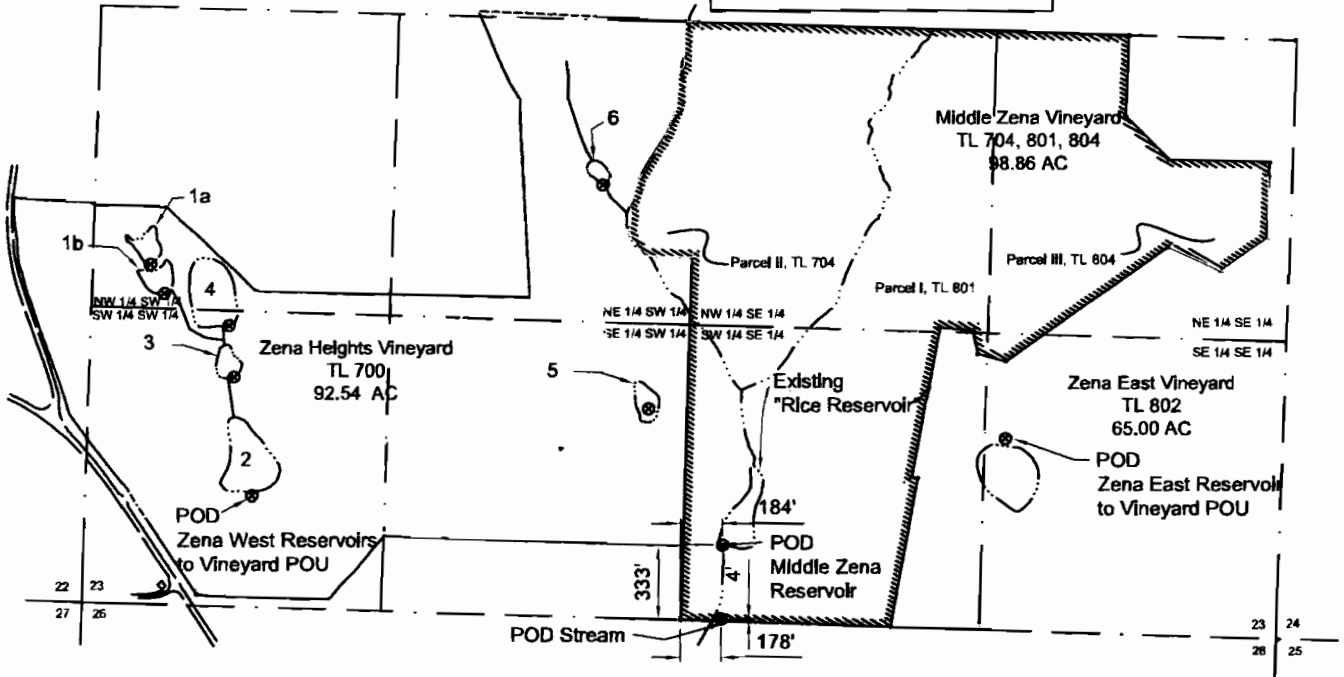 6
Middle Zena Vineyard
TL 704, 801, 804
98.86 AC
1a
1b
4
Parcel II, TL 704
Parcel III, TL 804
Parcel I, TL 801
NW 1/4 SW 1/4
SW 1/4 SW 1/4
NE 1/4 SW 1/4
SE 1/4 SW 1/4
NW 1/4 SE 1/4
SW 1/4 SE 1/4
NE 1/4 SE 1/4
SE 1/4 SE 1/4
3
Zena Heights Vineyard
TL 700
92.54 AC
5
Existing
"Rice Reservoir"
Zena East Vineyard
TL 802
65.00 AC
2
POD
Zena East Reservoir
to Vineyard POU
POD
Zena West Reservoirs
to Vineyard POU
184'
POD
Middle Zena
Reservoir
333'
4'
POD Stream
178'
22 23
27 26
23 24
26 25